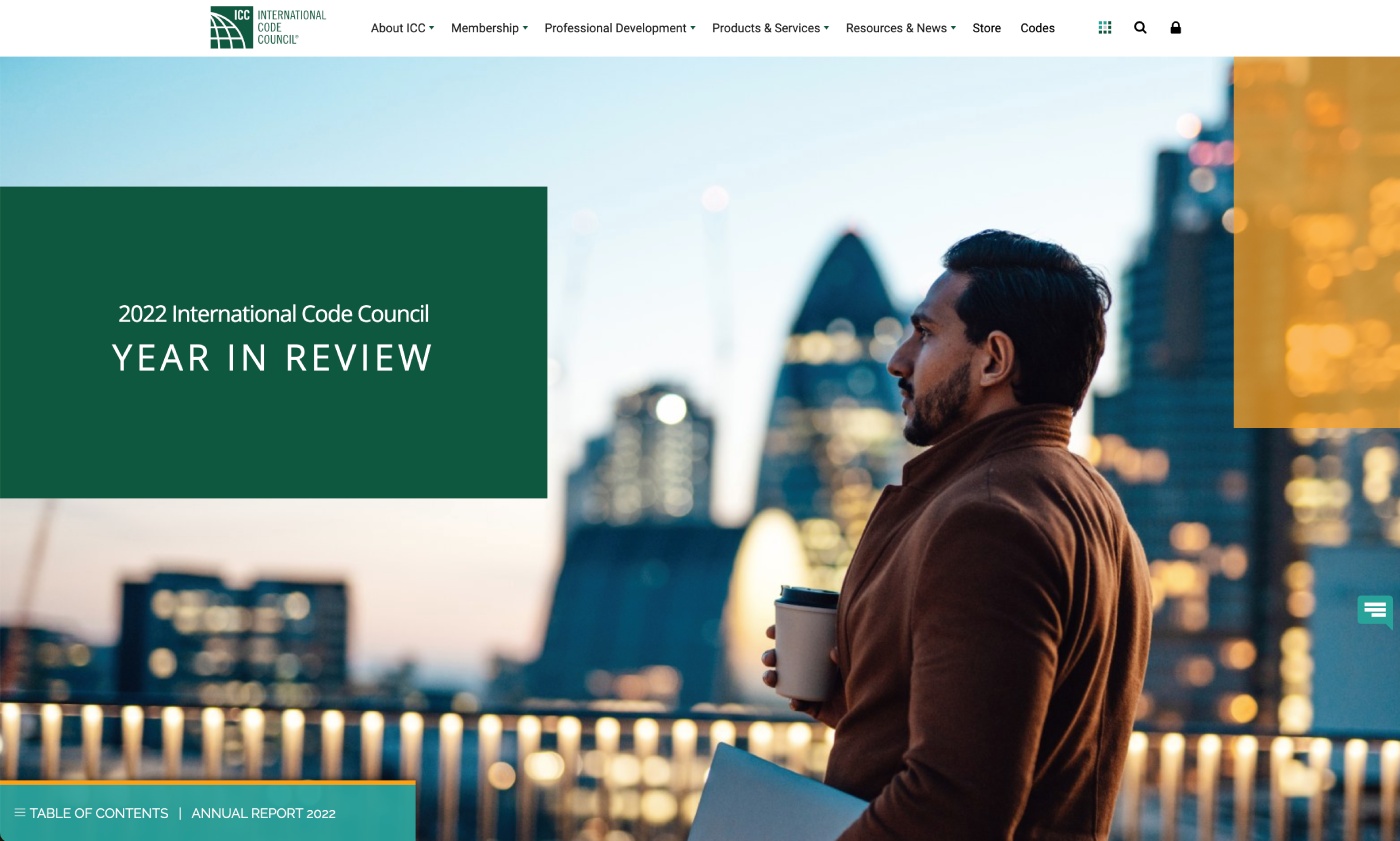 ICC INTERNATIONAL
CODE
COUNCIL®
About ICC Membership Professional Development Products & Services Resources & News Store Codes
2022 International Code Council
YEAR IN REVIEW
TABLE OF CONTENTS | ANNUAL REPORT 2022